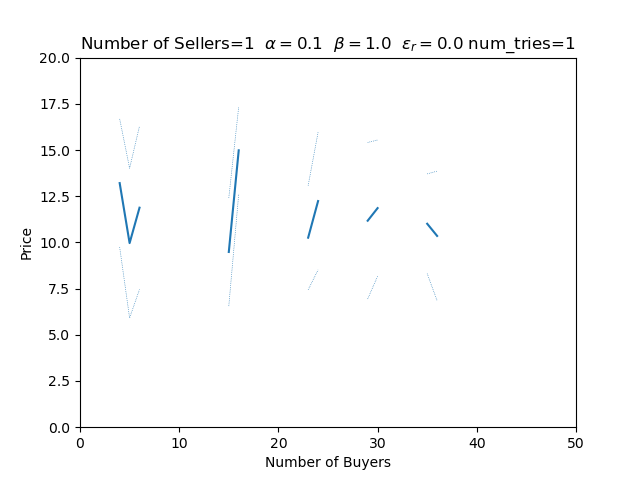 Number of Sellers=1 α = 0.1 β = 1.0 ε_r = 0.0 num_tries=1
20.0
17.5
15.0
12.5
10.0
7.5
5.0
2.5
0.0
Price
0 10 20 30 40 50
Number of Buyers